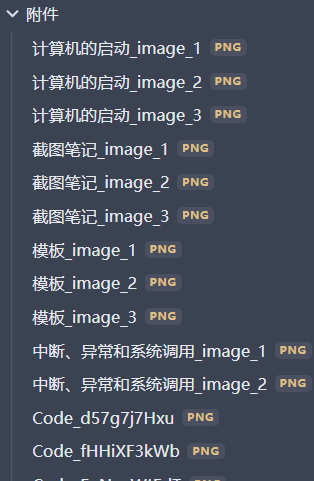 附件
计算机的启动_image_1 PNG
计算机的启动_image_2 PNG
计算机的启动_image_3 PNG
截图笔记_image_1 PNG
截图笔记_image_2 PNG
截图笔记_image_3 PNG
模板_image_1 PNG
模板_image_2 PNG
模板_image_3 PNG
中断、异常和系统调用_image_1 PNG
中断、异常和系统调用_image_2 PNG
Code_d57g7j7Hxu PNG
Code_fHHiXF3kWb PNG